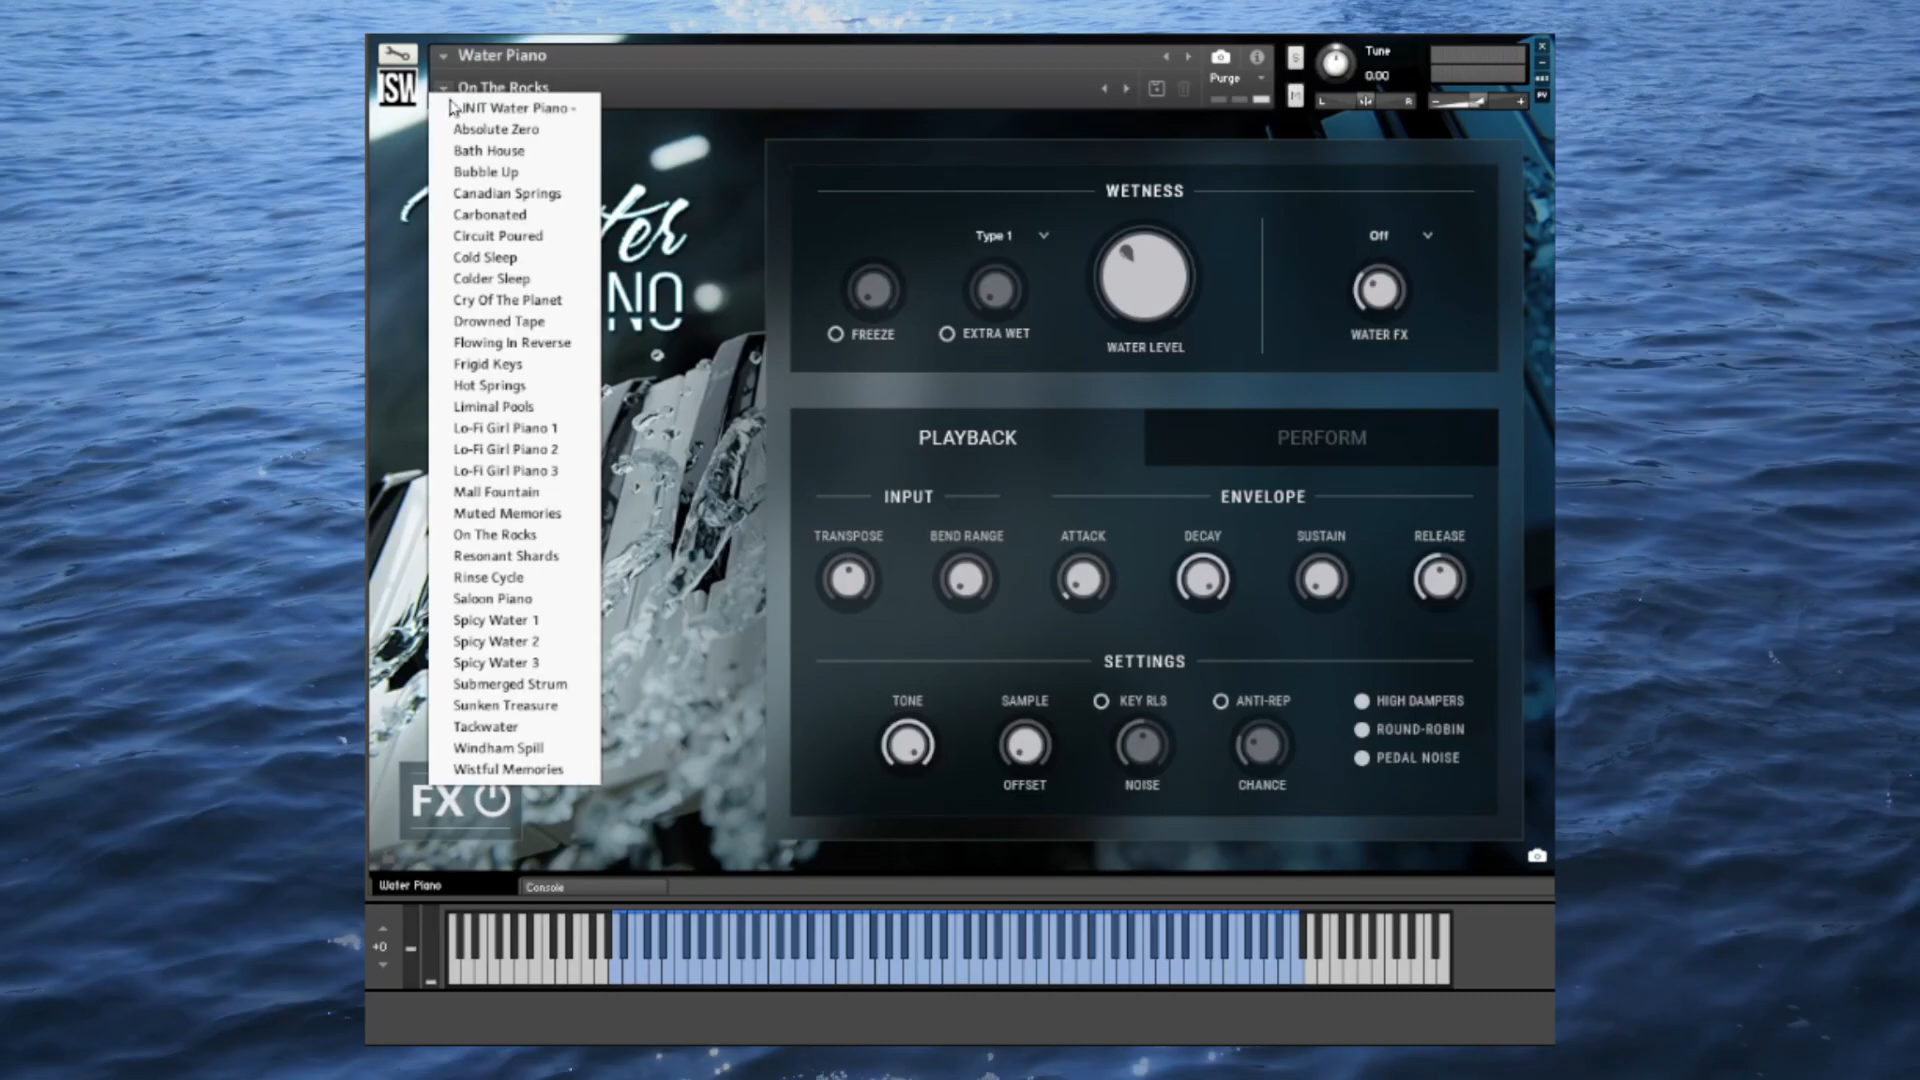 Water Piano
On The Rocks
ISW
Purge
S
M
Tune
0.00
L
R
-
+
PV
- INIT Water Piano -
Absolute Zero
Bath House
Bubble Up
Canadian Springs
Carbonated
Circuit Poured
Cold Sleep
Colder Sleep
Cry Of The Planet
Drowned Tape
Flowing In Reverse
Frigid Keys
Hot Springs
Liminal Pools
Lo-Fi Girl Piano 1
Lo-Fi Girl Piano 2
Lo-Fi Girl Piano 3
Mall Fountain
Muted Memories
On The Rocks
Resonant Shards
Rinse Cycle
Saloon Piano
Spicy Water 1
Spicy Water 2
Spicy Water 3
Submerged Strum
Sunken Treasure
Tackwater
Windham Spill
Wistful Memories
FX
WETNESS
Type 1
Off
FREEZE
EXTRA WET
WATER LEVEL
WATER FX
PLAYBACK
PERFORM
INPUT
ENVELOPE
TRANSPOSE
BEND RANGE
ATTACK
DECAY
SUSTAIN
RELEASE
SETTINGS
TONE
SAMPLE
OFFSET
KEY RLS
NOISE
ANTI-REP
CHANCE
HIGH DAMPERS
ROUND-ROBIN
PEDAL NOISE
Water Piano
Console
+0